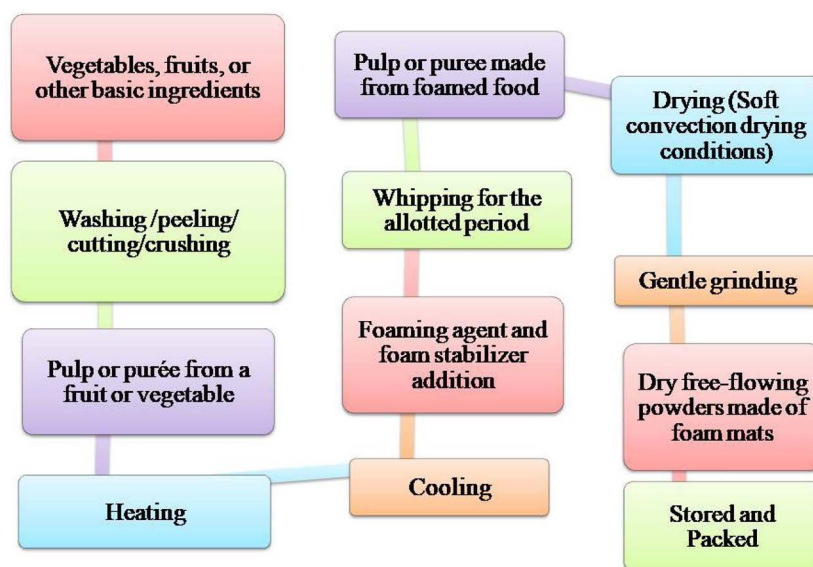 Vegetables, fruits, or
other basic ingredients
Washing /peeling/
cutting/crushing
Pulp or purée from a
fruit or vegetable
Heating
Cooling
Foaming agent and
foam stabilizer
addition
Whipping for the
allotted period
Pulp or puree made
from foamed food
Drying (Soft
convection drying
conditions)
Gentle grinding
Dry free-flowing
powders made of
foam mats
Stored and
Packed